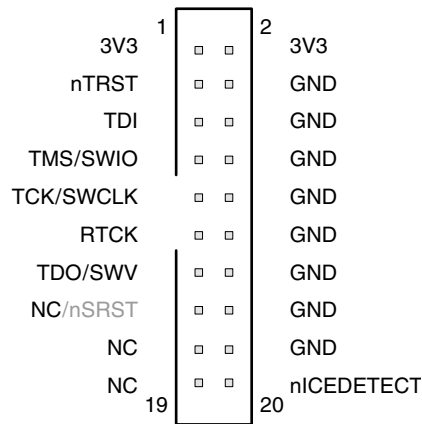 1 2
3V3 3V3
nTRST GND
TDI GND
TMS/SWIO GND
TCK/SWCLK GND
RTCK GND
TDO/SWV GND
NC/nSRST GND
NC GND
NC nICEDETECT
19 20